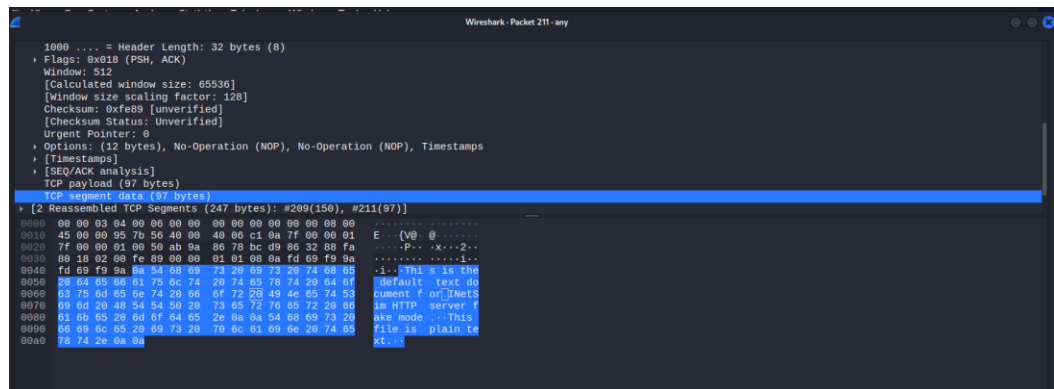 Wireshark · Packet 211 · any
1000 .... = Header Length: 32 bytes (8)
Flags: 0x018 (PSH, ACK)
Window: 512
[Calculated window size: 65536]
[Window size scaling factor: 128]
Checksum: 0xfe89 [unverified]
[Checksum Status: Unverified]
Urgent Pointer: 0
Options: (12 bytes), No-Operation (NOP), No-Operation (NOP), Timestamps
[Timestamps]
[SEQ/ACK analysis]
TCP payload (97 bytes)
TCP segment data (97 bytes)
[2 Reassembled TCP Segments (247 bytes): #209(150), #211(97)]
0000 00 00 03 04 00 06 00 00 00 00 00 00 00 00 08 00 ········ ········
0010 45 00 00 95 7b 56 40 00 40 06 c1 0a 7f 00 00 01 E···{V@· @·······
0020 7f 00 00 01 00 50 ab 9a 86 78 bc d9 86 32 88 fa ·····P·· ·x···2··
0030 80 18 02 00 fe 89 00 00 01 01 08 0a fd 69 f9 9a ········ ·····i··
0040 fd 69 f9 9a 0a 54 68 69 73 20 69 73 20 74 68 65 ·i···Thi s is the
0050 20 64 65 66 61 75 6c 74 20 74 65 78 74 20 64 6f default text do
0060 63 75 6d 65 6e 74 20 66 6f 72 20 49 4e 65 74 53 cument f or INetS
0070 69 6d 20 48 54 54 50 20 73 65 72 76 65 72 20 66 im HTTP server f
0080 61 6b 65 20 6d 6f 64 65 2e 0a 0a 54 68 69 73 20 ake mode .··This
0090 66 69 6c 65 20 69 73 20 70 6c 61 69 6e 20 74 65 file is plain te
00a0 78 74 2e 0a 0a xt.··